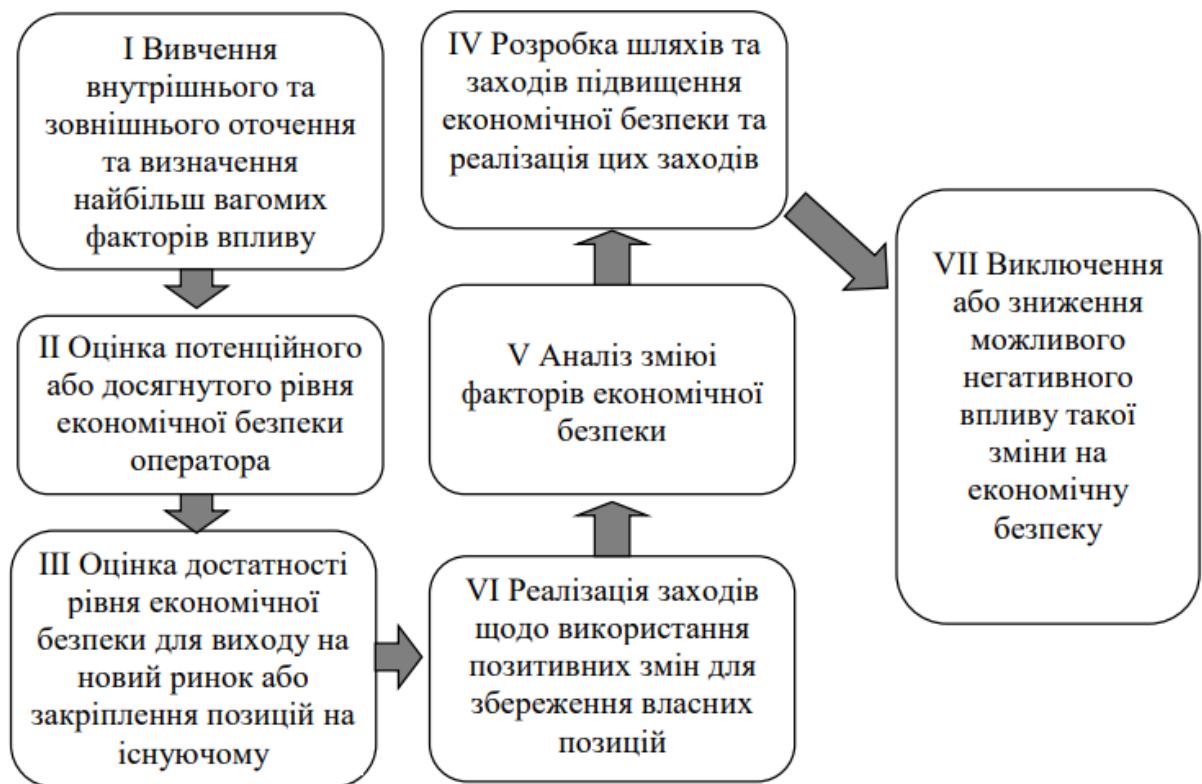 I Вивчення
внутрішнього та
зовнішнього оточення
та визначення
найбільш вагомих
факторів впливу
II Оцінка потенційного
або досягнутого рівня
економічної безпеки
оператора
III Оцінка достатності
рівня економічної
безпеки для виходу на
новий ринок або
закріплення позицій на
існуючому
IV Розробка шляхів та
заходів підвищення
економічної безпеки та
реалізація цих заходів
V Аналіз зміюі
факторів економічної
безпеки
VI Реалізація заходів
щодо використання
позитивних змін для
збереження власних
позицій
VII Виключення
або зниження
можливого
негативного
впливу такої
зміни на
економічну
безпеку